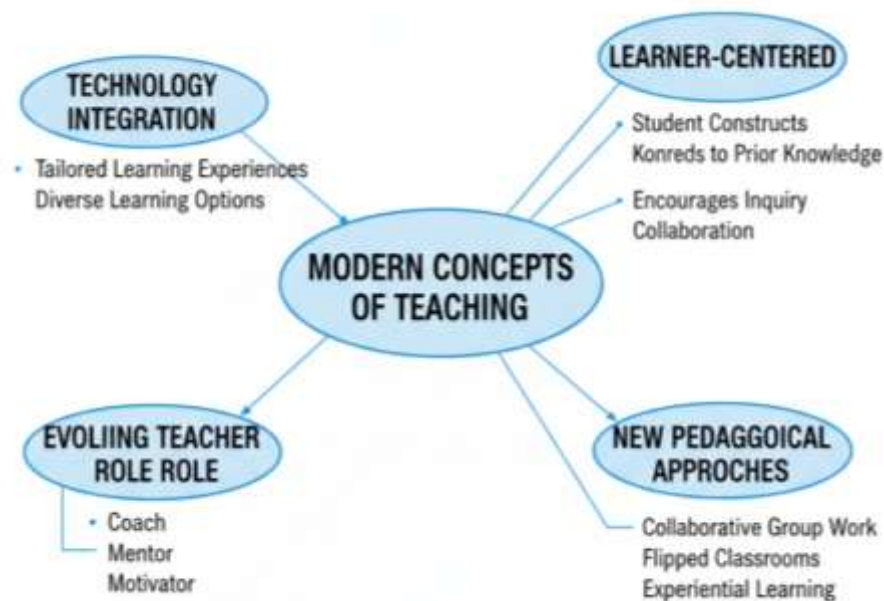 TECHNOLOGY
INTEGRATION
• Tailored Learning Experiences
Diverse Learning Options
LEARNER-CENTERED
• Student Constructs
Konreds to Prior Knowledge
• Encourages Inquiry
Collaboration
MODERN CONCEPTS
OF TEACHING
EVOLIING TEACHER
ROLE ROLE
• Coach
Mentor
Motivator
NEW PEDAGGOICAL
APPROCHES
Collaborative Group Work
Flipped Classrooms
Experiential Learning